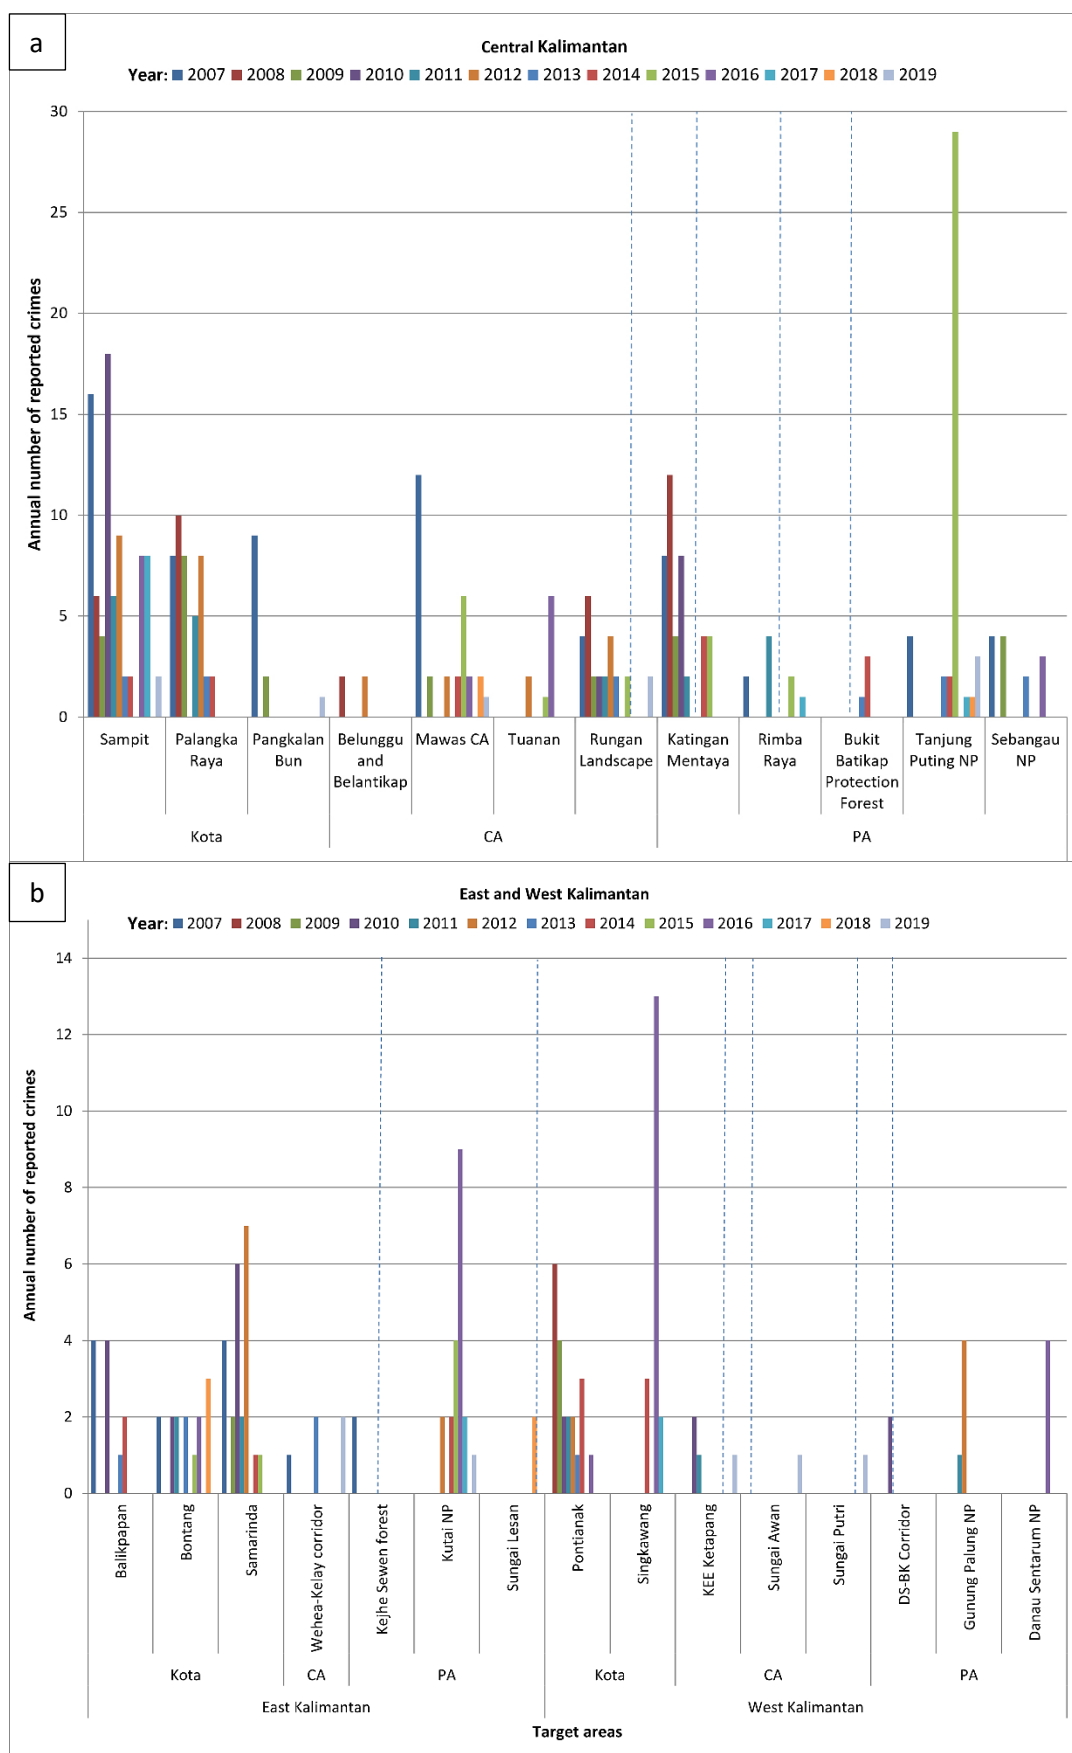 a
Central Kalimantan
Year: 2007 2008 2009 2010 2011 2012 2013 2014 2015 2016 2017 2018 2019
Annual number of reported crimes
30
25
20
15
10
5
0
Sampit
Palangka
Raya
Pangkalan
Bun
Belunggu
and
Belantikap
Mawas CA
Tuanan
Rungan
Landscape
Katingan
Mentaya
Rimba
Raya
Bukit
Batikap
Protection
Forest
Tanjung
Puting NP
Sebangau
NP
Kota
CA
PA
b
East and West Kalimantan
Year: 2007 2008 2009 2010 2011 2012 2013 2014 2015 2016 2017 2018 2019
Annual number of reported crimes
14
12
10
8
6
4
2
0
Balikpapan
Bontang
Samarinda
Wehea-Kelay corridor
Kejhe Sewen forest
Kutai NP
Sungai Lesan
Pontianak
Singkawang
KEE Ketapang
Sungai Awan
Sungai Putri
DS-BK Corridor
Gunung Palung NP
Danau Sentarum NP
Kota
CA
PA
Kota
CA
PA
East Kalimantan
West Kalimantan
Target areas